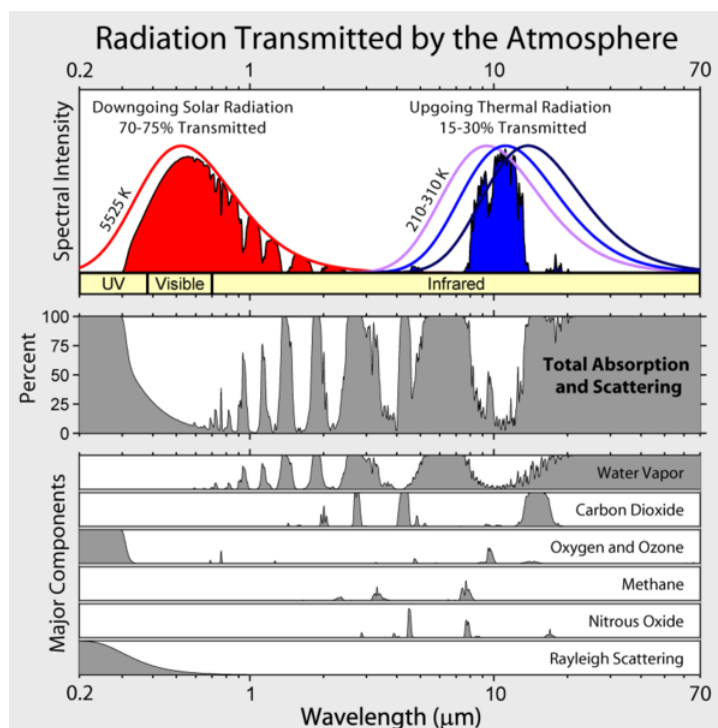 Radiation Transmitted by the Atmosphere
0.2 1 10 70
Downgoing Solar Radiation
70-75% Transmitted
Upgoing Thermal Radiation
15-30% Transmitted
Spectral Intensity
5525 K
210-310 K
UV Visible Infrared
Percent
100
75
50
25
0
Total Absorption
and Scattering
Major Components
Water Vapor
Carbon Dioxide
Oxygen and Ozone
Methane
Nitrous Oxide
Rayleigh Scattering
0.2 1 10 70
Wavelength (μm)